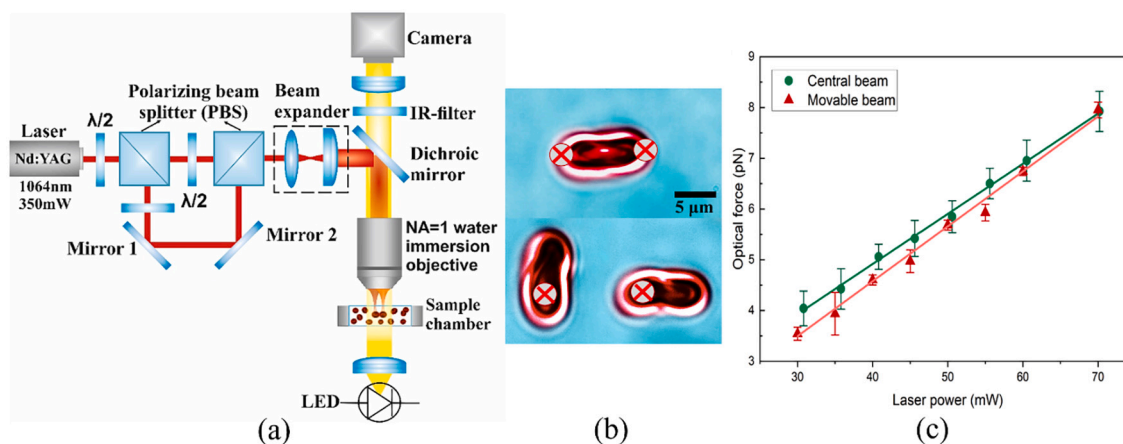 Camera
Polarizing beam
splitter (PBS)
Beam
expander
IR-filter
Laser
λ/2
Nd:YAG
Dichroic
mirror
1064nm
350mW
λ/2
Mirror 1
Mirror 2
NA=1 water
immersion
objective
Sample
chamber
LED
(a)
5 μm
(b)
Central beam
Movable beam
Optical force (pN)
9
8
7
6
5
4
3
30
40
50
60
70
Laser power (mW)
(c)